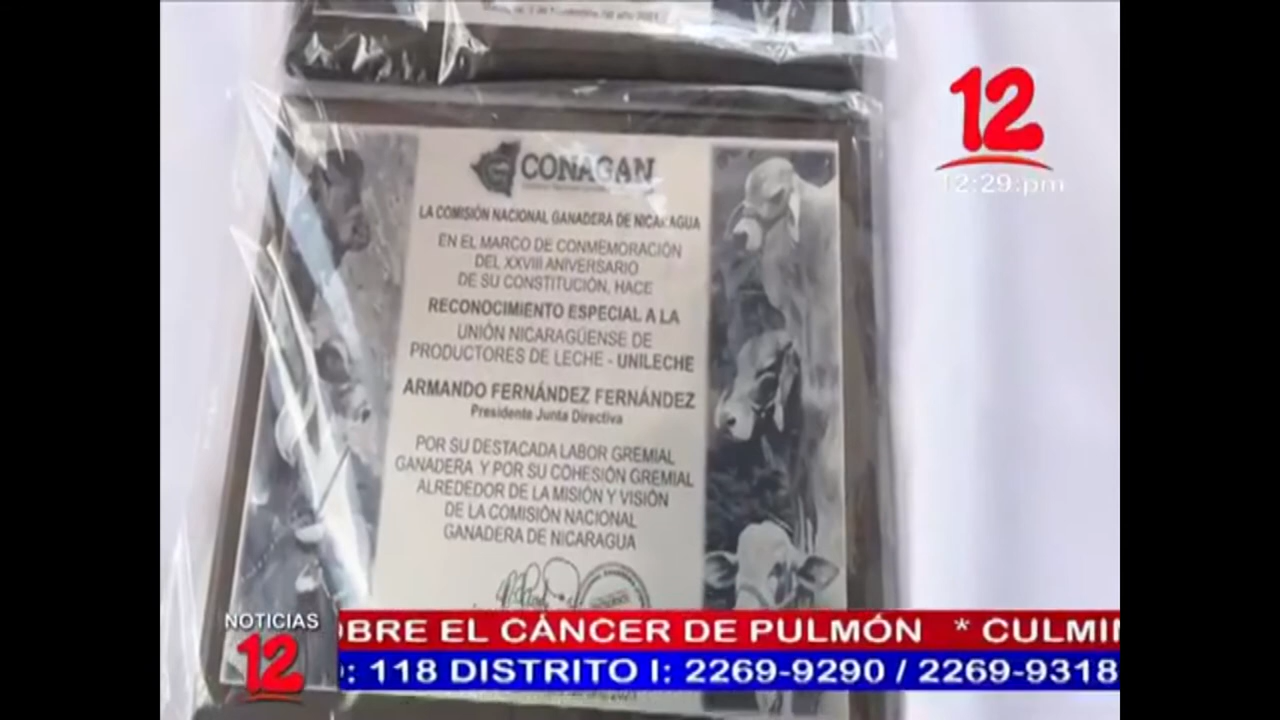 12
12:29:pm
CONAGAN
LA COMISIÓN NACIONAL GANADERA DE NICARAGUA
EN EL MARCO DE CONMEMORACIÓN
DEL XXVIII ANIVERSARIO
DE SU CONSTITUCIÓN, HACE
RECONOCIMIENTO ESPECIAL A LA
UNIÓN NICARAGÜENSE DE
PRODUCTORES DE LECHE - UNILECHE
ARMANDO FERNÁNDEZ FERNÁNDEZ
Presidente Junta Directiva
POR SU DESTACADA LABOR GREMIAL
GANADERA Y POR SU COHESIÓN GREMIAL
ALREDEDOR DE LA MISIÓN Y VISIÓN
DE LA COMISIÓN NACIONAL
GANADERA DE NICARAGUA
NOTICIAS
12
OBRE EL CÁNCER DE PULMÓN * CULMI
: 118 DISTRITO I: 2269-9290 / 2269-9318